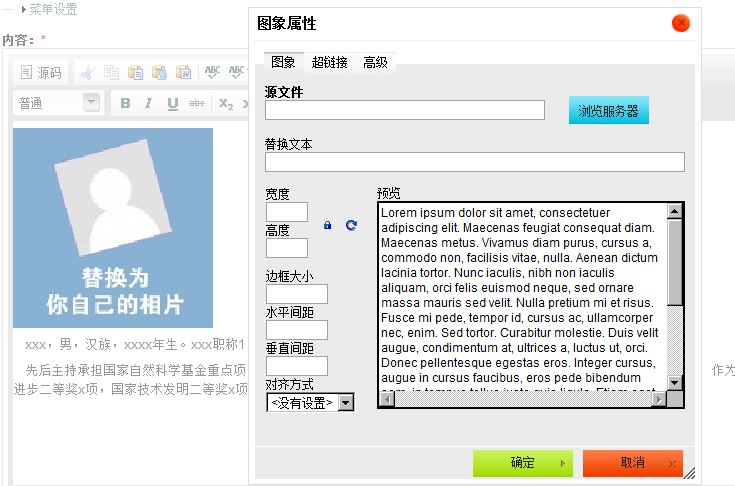 菜单设置
内容：*
源码
普通
B I U abc X₂
替换为
你自己的相片
xxx，男，汉族，xxxx年生。xxx职称1
先后主持承担国家自然科学基金重点项
作为
进步二等奖x项，国家技术发明二等奖x项
图象属性
图象 超链接 高级
源文件
浏览服务器
替换文本
宽度
高度
边框大小
水平间距
垂直间距
对齐方式
<没有设置>
预览
Lorem ipsum dolor sit amet, consectetuer
adipiscing elit. Maecenas feugiat consequat diam.
Maecenas metus. Vivamus diam purus, cursus a,
commodo non, facilisis vitae, nulla. Aenean dictum
lacinia tortor. Nunc iaculis, nibh non iaculis
aliquam, orci felis euismod neque, sed ornare
massa mauris sed velit. Nulla pretium mi et risus.
Fusce mi pede, tempor id, cursus ac, ullamcorper
nec, enim. Sed tortor. Curabitur molestie. Duis velit
augue, condimentum at, ultrices a, luctus ut, orci.
Donec pellentesque egestas eros. Integer cursus,
augue in cursus faucibus, eros pede bibendum
确定
取消